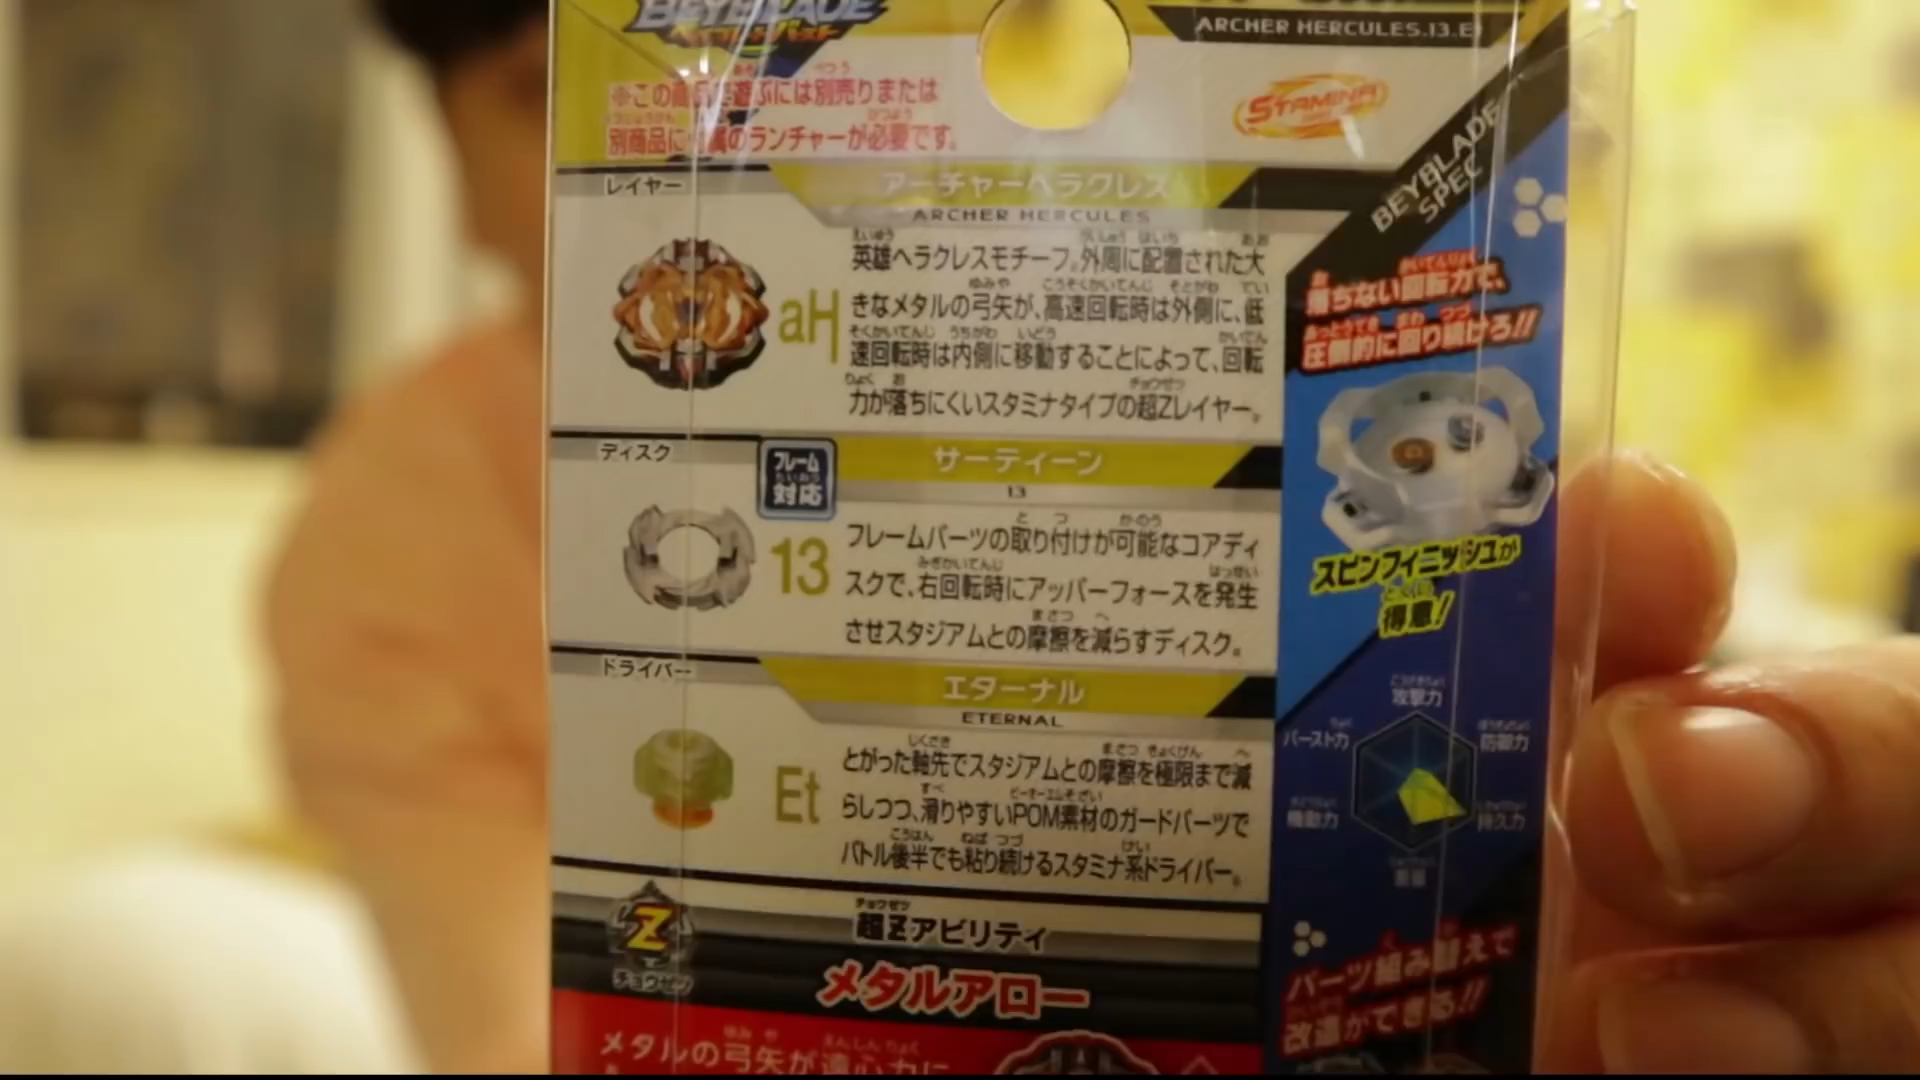 BEYBLADE
ARCHER HERCULES.13.Et
※この商品で遊ぶには別売りまたは
別商品に付属のランチャーが必要です。
STAMINA
BEYBLADE
SPEC
レイヤー
アーチャーヘラクレス
ARCHER HERCULES
aH
英雄ヘラクレスモチーフ。外周に配置された大
きなメタルの弓矢が、高速回転時は外側に、低
速回転時は内側に移動することによって、回転
力が落ちにくいスタミナタイプの超Zレイヤー。
ディスク
フレーム
対応
サーティーン
13
13
フレームパーツの取り付けが可能なコアディ
スクで、右回転時にアッパーフォースを発生
させスタジアムとの摩擦を減らすディスク。
ドライバー
エターナル
ETERNAL
Et
とがった軸先でスタジアムとの摩擦を極限まで減
らしつつ、滑りやすいPOM素材のガードパーツで
バトル後半でも粘り続けるスタミナ系ドライバー。
Z
チョウゼツ
超Zアビリティ
メタルアロー
メタルの弓矢が遠心力に
落ちない回転力で、
圧倒的に回り続けろ!!
スピンフィニッシュが
得意!
攻撃力
バースト力
防御力
機動力
持久力
重量
パーツ組み替えで
改造ができる!!